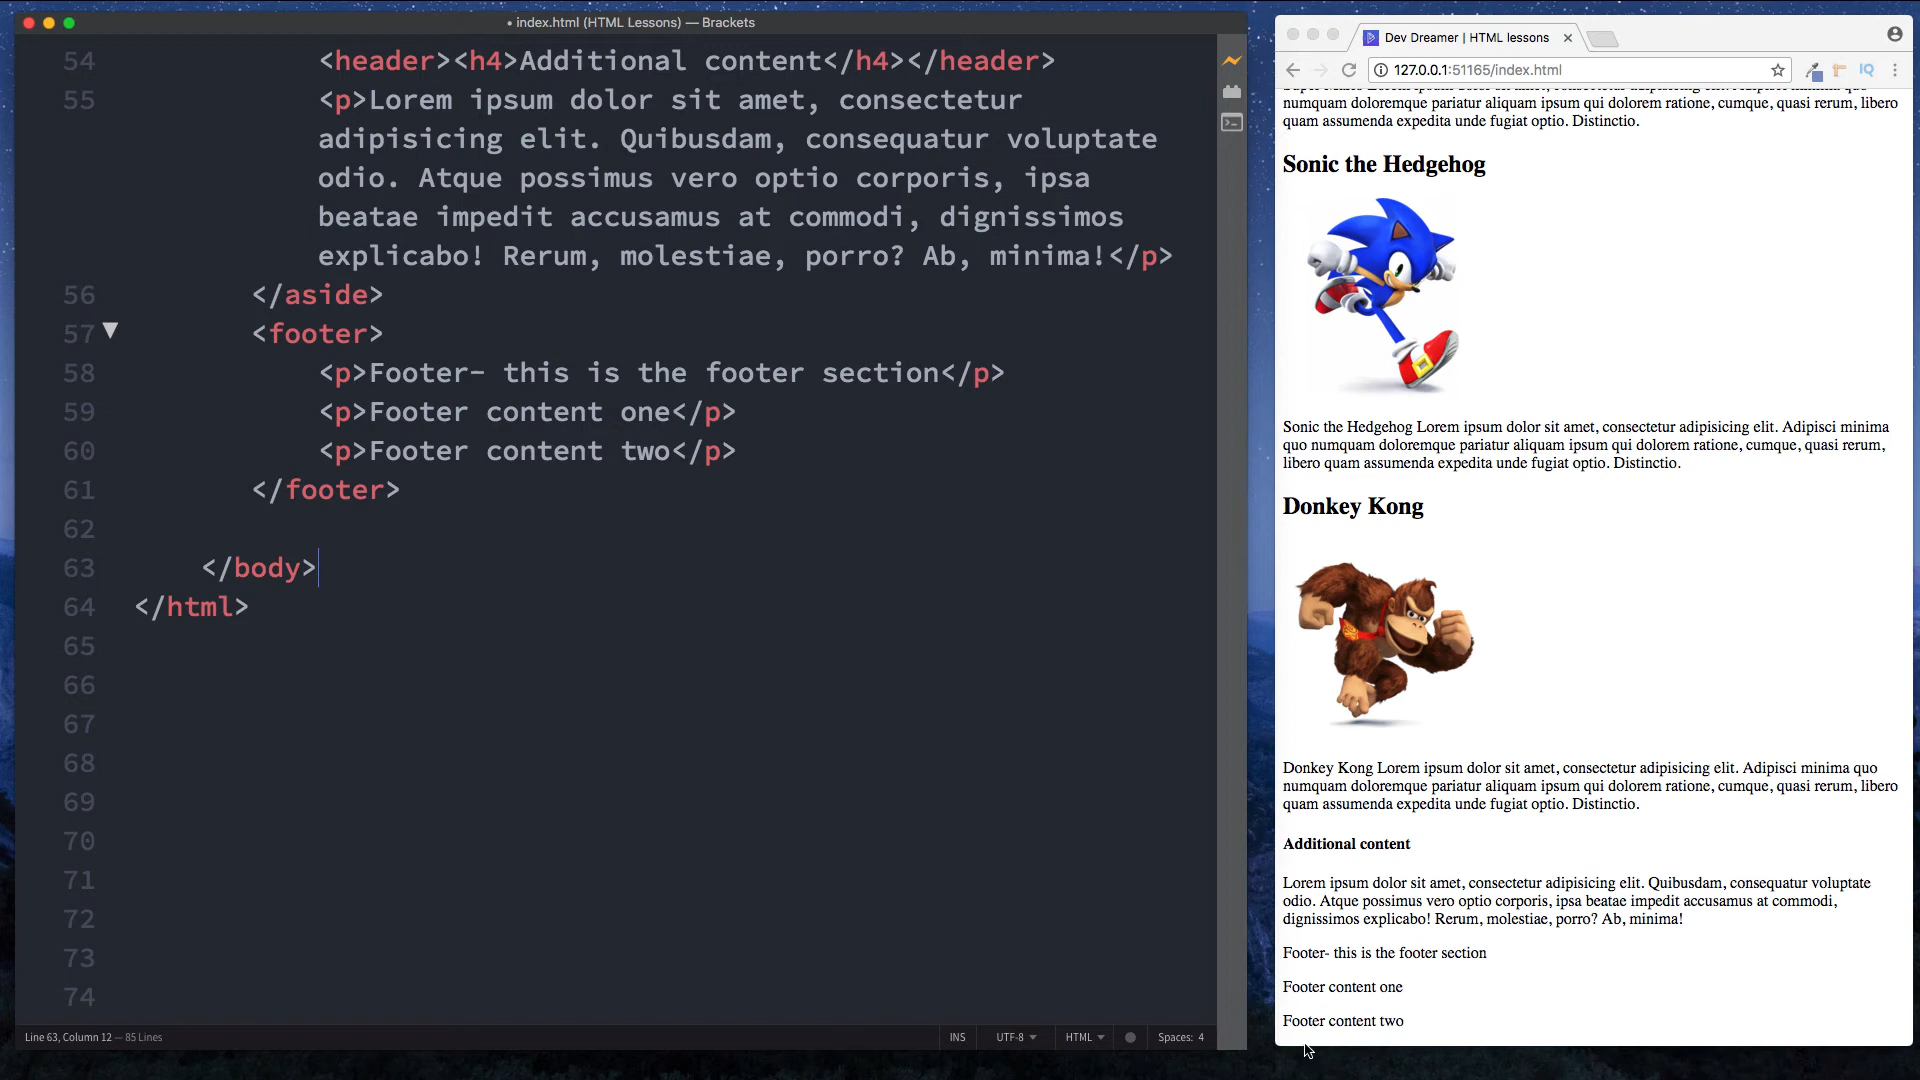 • index.html (HTML Lessons) — Brackets
54 <header><h4>Additional content</h4></header>
55 <p>Lorem ipsum dolor sit amet, consectetur
adipisicing elit. Quibusdam, consequatur voluptate
odio. Atque possimus vero optio corporis, ipsa
beatae impedit accusamus at commodi, dignissimos
explicabo! Rerum, molestiae, porro? Ab, minima!</p>
56 </aside>
57 <footer>
58 <p>Footer- this is the footer section</p>
59 <p>Footer content one</p>
60 <p>Footer content two</p>
61 </footer>
62
63 </body>
64 </html>
65
66
67
68
69
70
71
72
73
74
Line 63, Column 12 — 85 Lines
INS UTF-8 HTML Spaces: 4
Dev Dreamer | HTML lessons
127.0.0.1:51165/index.html
IQ
numquam doloremque pariatur aliquam ipsum qui dolorem ratione, cumque, quasi rerum, libero
quam assumenda expedita unde fugiat optio. Distinctio.
Sonic the Hedgehog
Sonic the Hedgehog Lorem ipsum dolor sit amet, consectetur adipisicing elit. Adipisci minima
quo numquam doloremque pariatur aliquam ipsum qui dolorem ratione, cumque, quasi rerum,
libero quam assumenda expedita unde fugiat optio. Distinctio.
Donkey Kong
Donkey Kong Lorem ipsum dolor sit amet, consectetur adipisicing elit. Adipisci minima quo
numquam doloremque pariatur aliquam ipsum qui dolorem ratione, cumque, quasi rerum, libero
quam assumenda expedita unde fugiat optio. Distinctio.
Additional content
Lorem ipsum dolor sit amet, consectetur adipisicing elit. Quibusdam, consequatur voluptate
odio. Atque possimus vero optio corporis, ipsa beatae impedit accusamus at commodi,
dignissimos explicabo! Rerum, molestiae, porro? Ab, minima!
Footer- this is the footer section
Footer content one
Footer content two